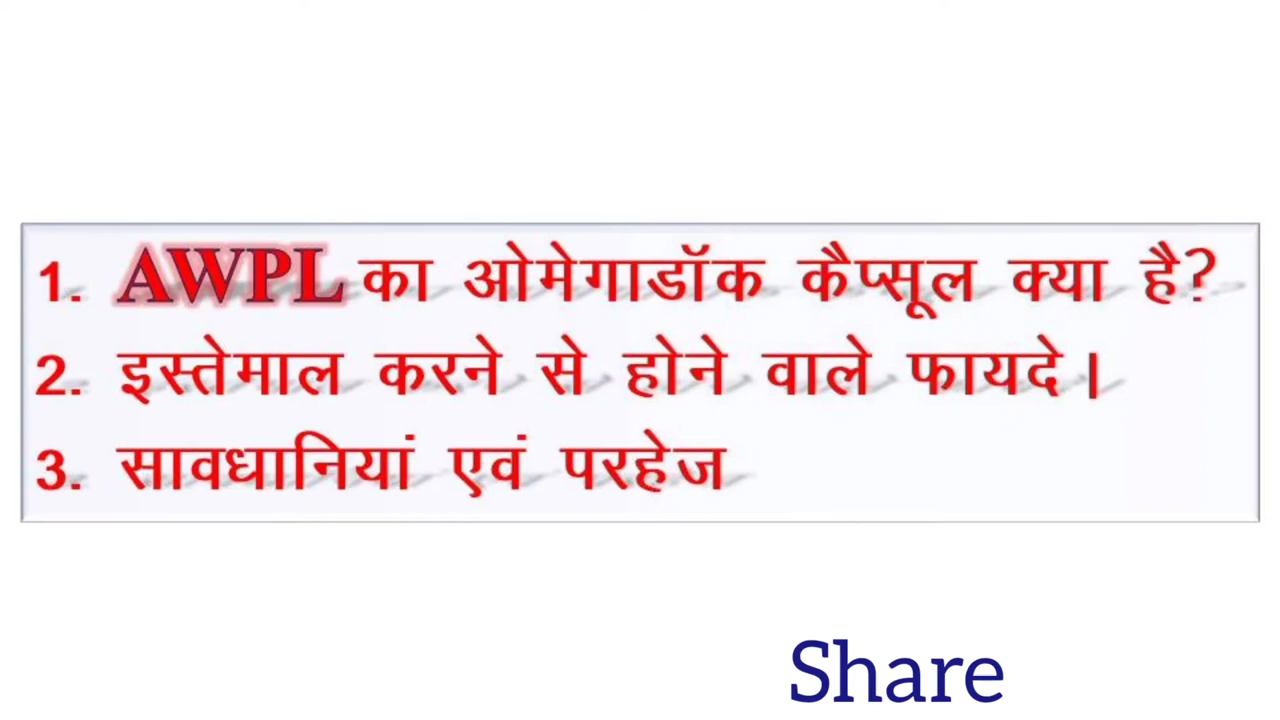 1. AWPL का ओमेगाडॉक कैप्सूल क्या है?
2. इस्तेमाल करने से होने वाले फायदे।
3. सावधानियां एवं परहेज
Share